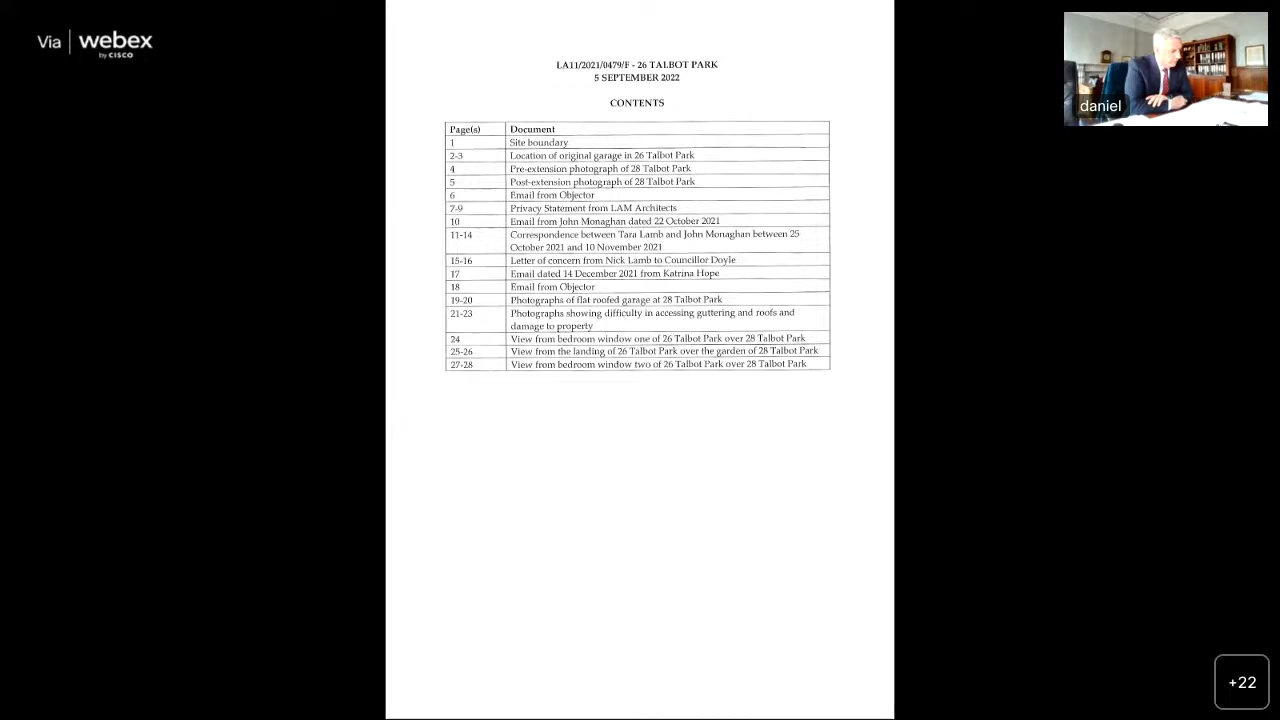 Via webex
by CISCO
LA11/2021/0479/F - 26 TALBOT PARK
5 SEPTEMBER 2022
CONTENTS
Page(s) Document
1 Site boundary
2-3 Location of original garage in 26 Talbot Park
4 Pre-extension photograph of 28 Talbot Park
5 Post-extension photograph of 28 Talbot Park
6 Email from Objector
7-9 Privacy Statement from LAM Architects
10 Email from John Monaghan dated 22 October 2021
11-14 Correspondence between Tara Lamb and John Monaghan between 25
October 2021 and 10 November 2021
15-16 Letter of concern from Nick Lamb to Councillor Doyle
17 Email dated 14 December 2021 from Katrina Hope
18 Email from Objector
19-20 Photographs of flat roofed garage at 28 Talbot Park
21-23 Photographs showing difficulty in accessing guttering and roofs and
damage to property
24 View from bedroom window one of 26 Talbot Park over 28 Talbot Park
25-26 View from the landing of 26 Talbot Park over the garden of 28 Talbot Park
27-28 View from bedroom window two of 26 Talbot Park over 28 Talbot Park
daniel
+22